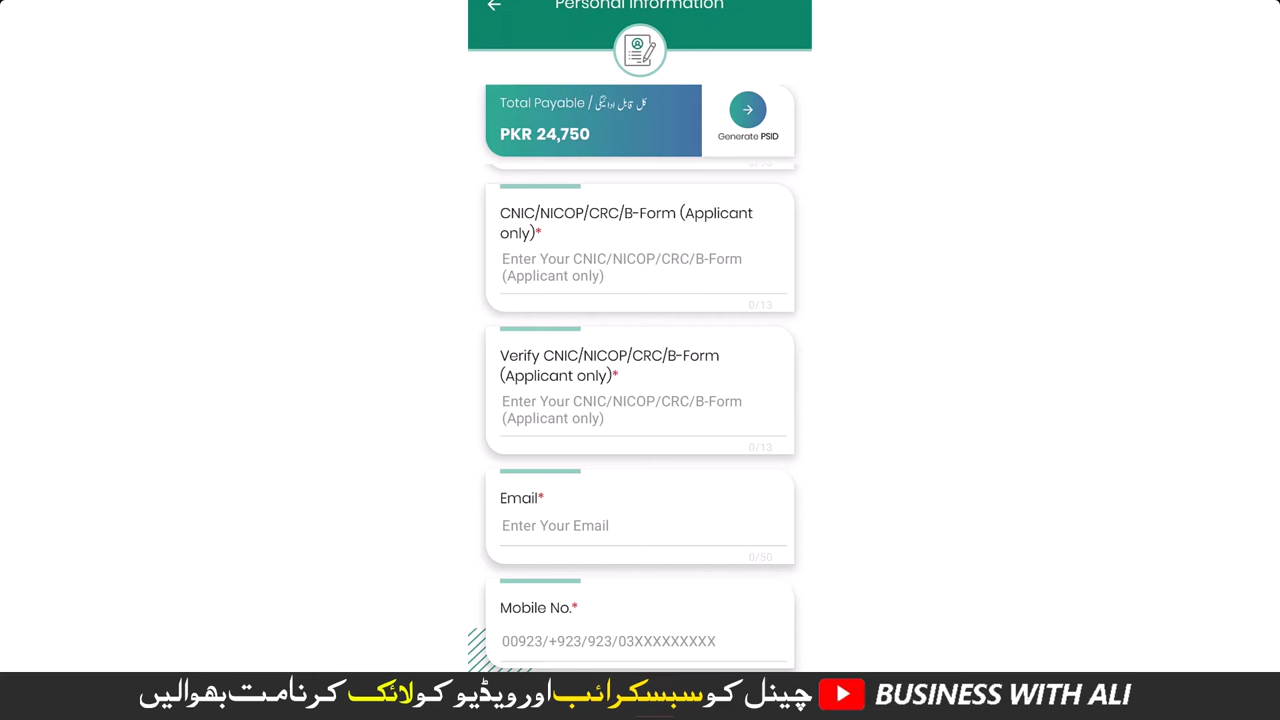 Personal Information
Total Payable / کل قابل ادائیگی
PKR 24,750
Generate PSID
CNIC/NICOP/CRC/B-Form (Applicant
only)*
Enter Your CNIC/NICOP/CRC/B-Form
(Applicant only)
0/13
Verify CNIC/NICOP/CRC/B-Form
(Applicant only)*
Enter Your CNIC/NICOP/CRC/B-Form
(Applicant only)
0/13
Email*
Enter Your Email
0/50
Mobile No.*
00923/+923/923/03XXXXXXXXX
چینل کو سبسکرائب اور ویڈیو کو لائک کرنا مت بھوالیں
BUSINESS WITH ALI